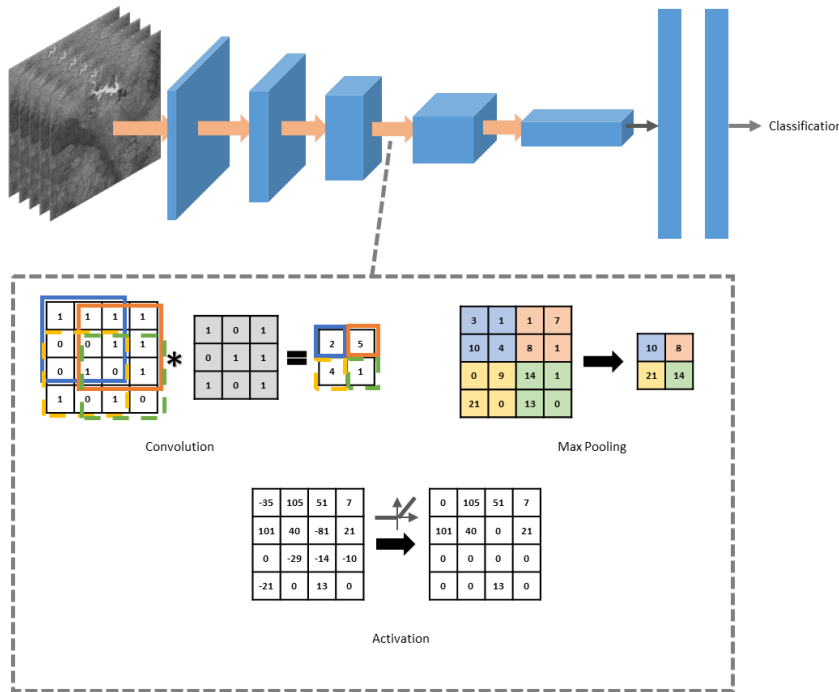 Classification
1 1 1 1
0 0 1 1
0 1 0 1
1 0 1 0
*
1 0 1
0 1 1
1 0 1
=
2 5
4 1
Convolution
3 1 1 7
10 4 8 1
0 9 14 1
21 0 13 0
10 8
21 14
Max Pooling
-35 105 51 7
101 40 -81 21
0 -29 -14 -10
-21 0 13 0
0 105 51 7
101 40 0 21
0 0 0 0
0 0 13 0
Activation